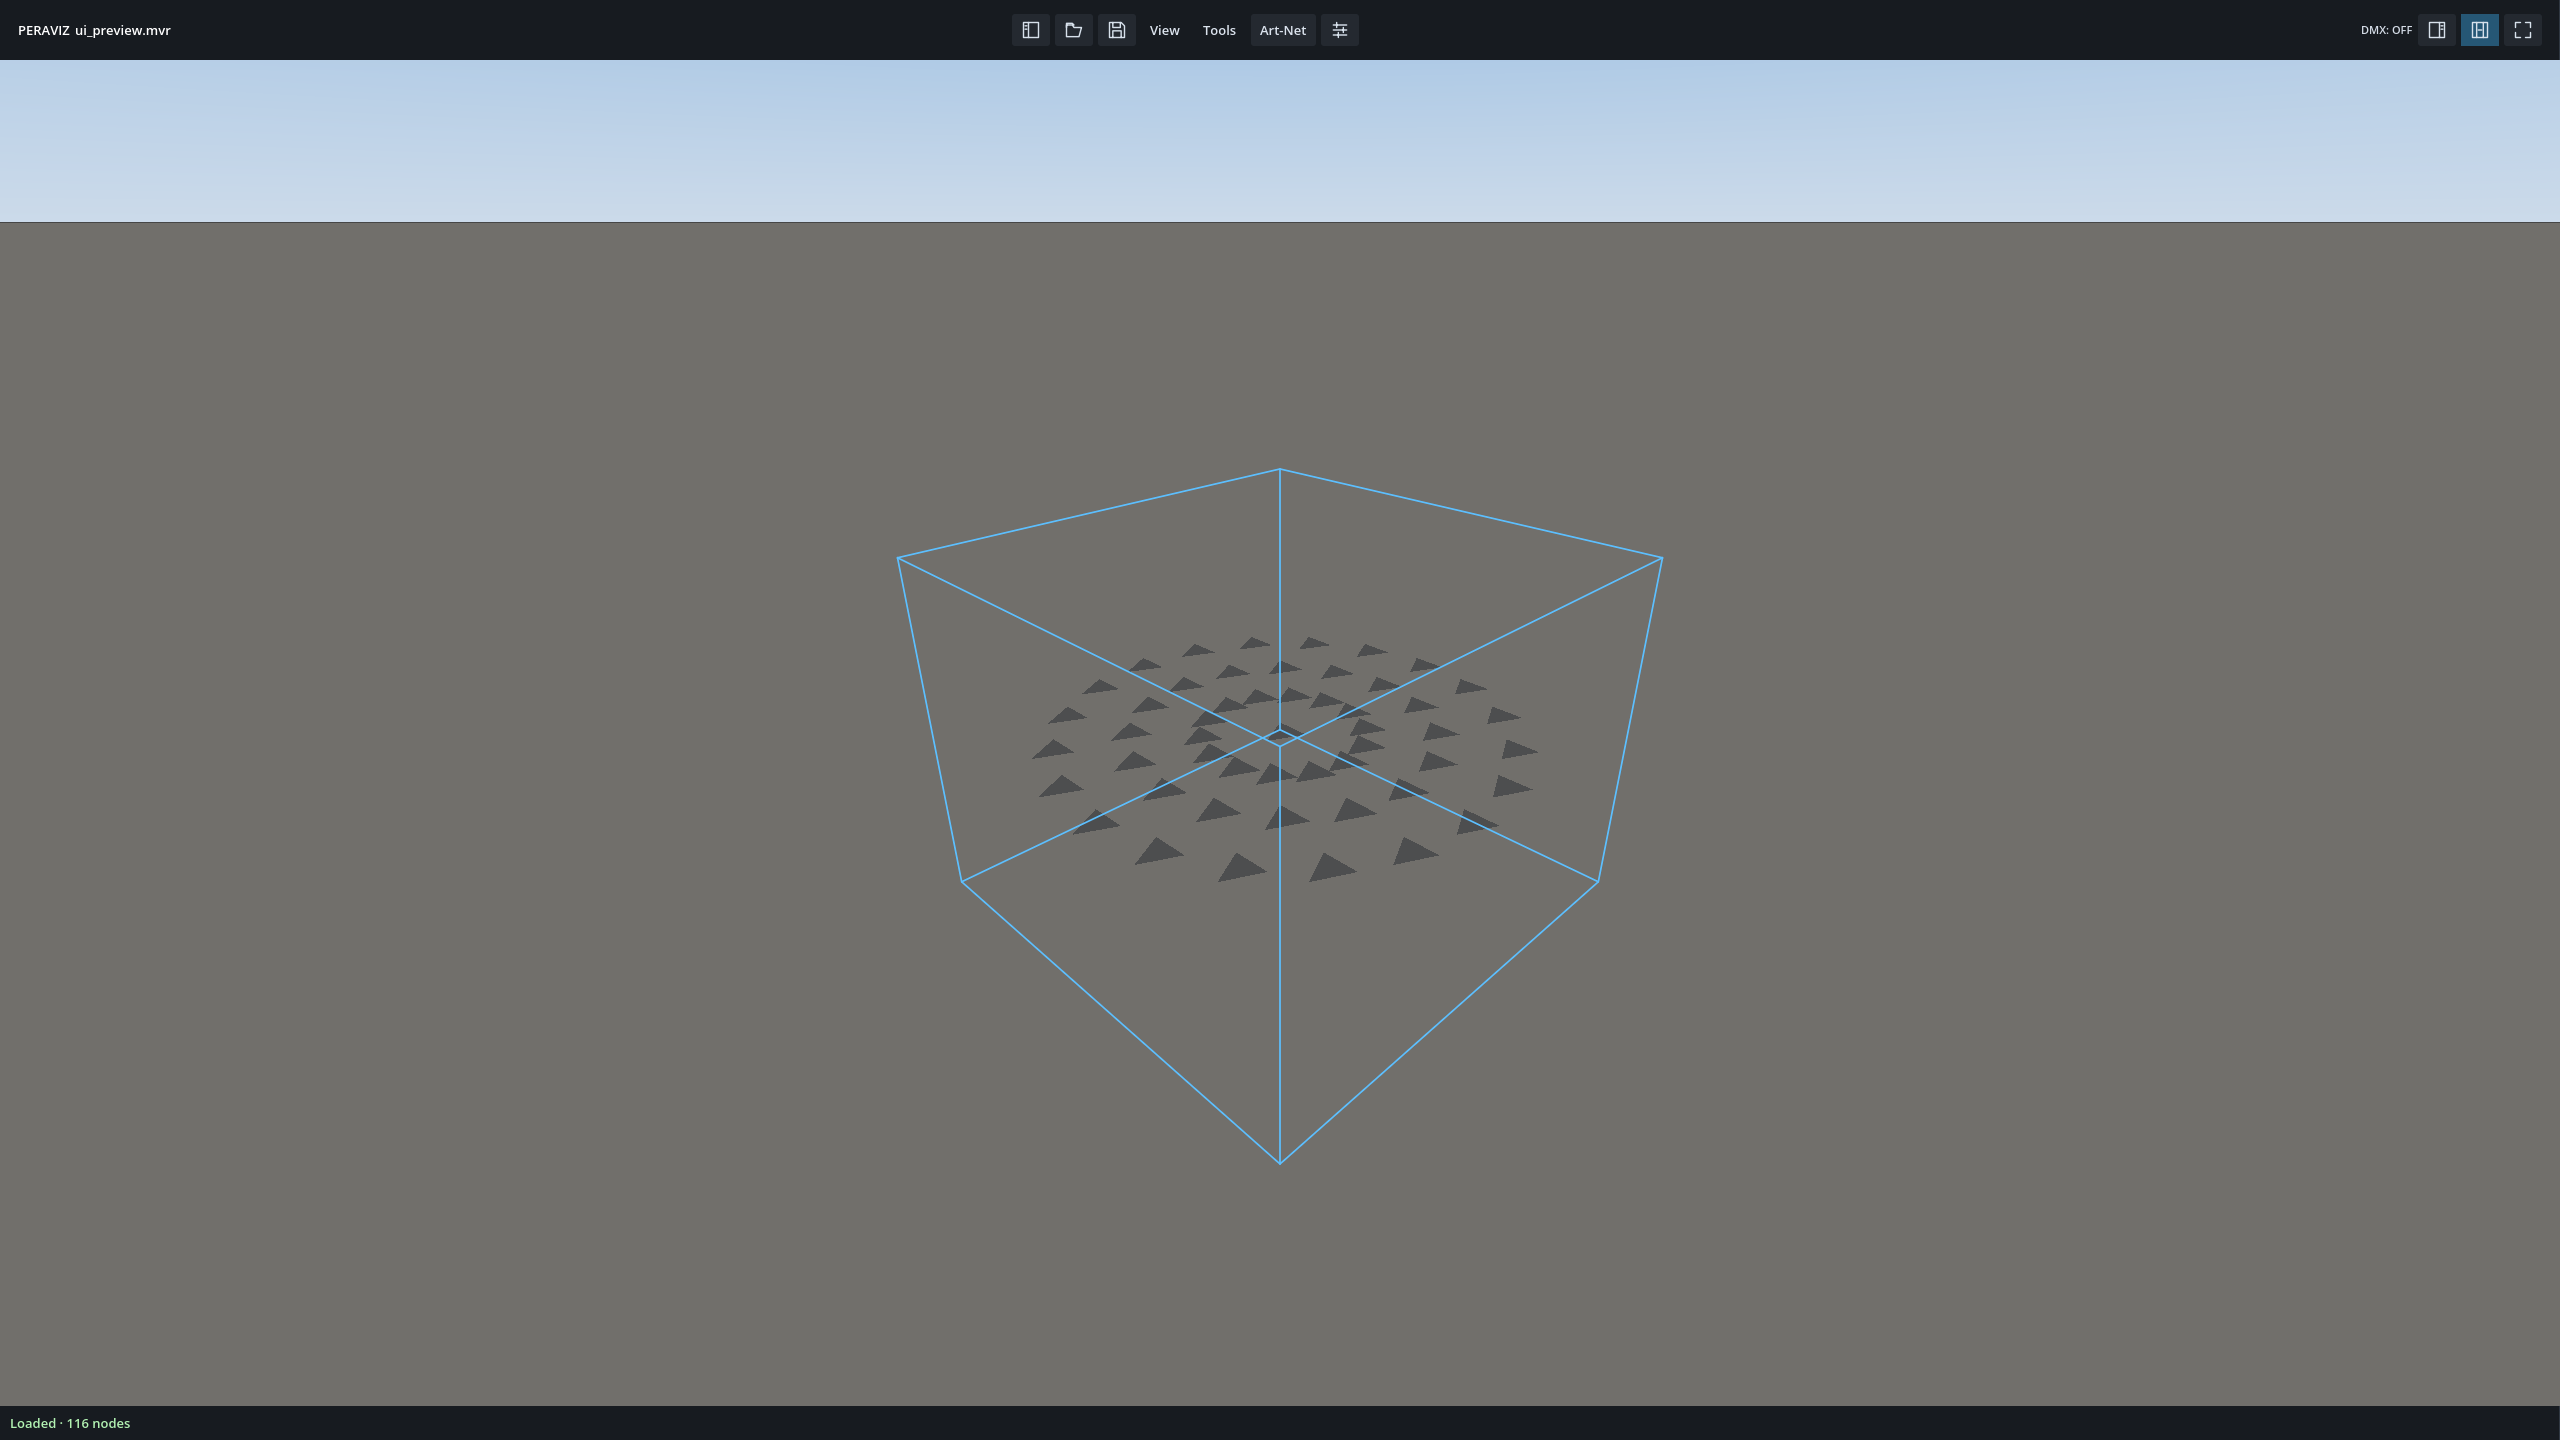 PERAVIZ ui_preview.mvr
View Tools Art-Net
DMX: OFF
Loaded · 116 nodes